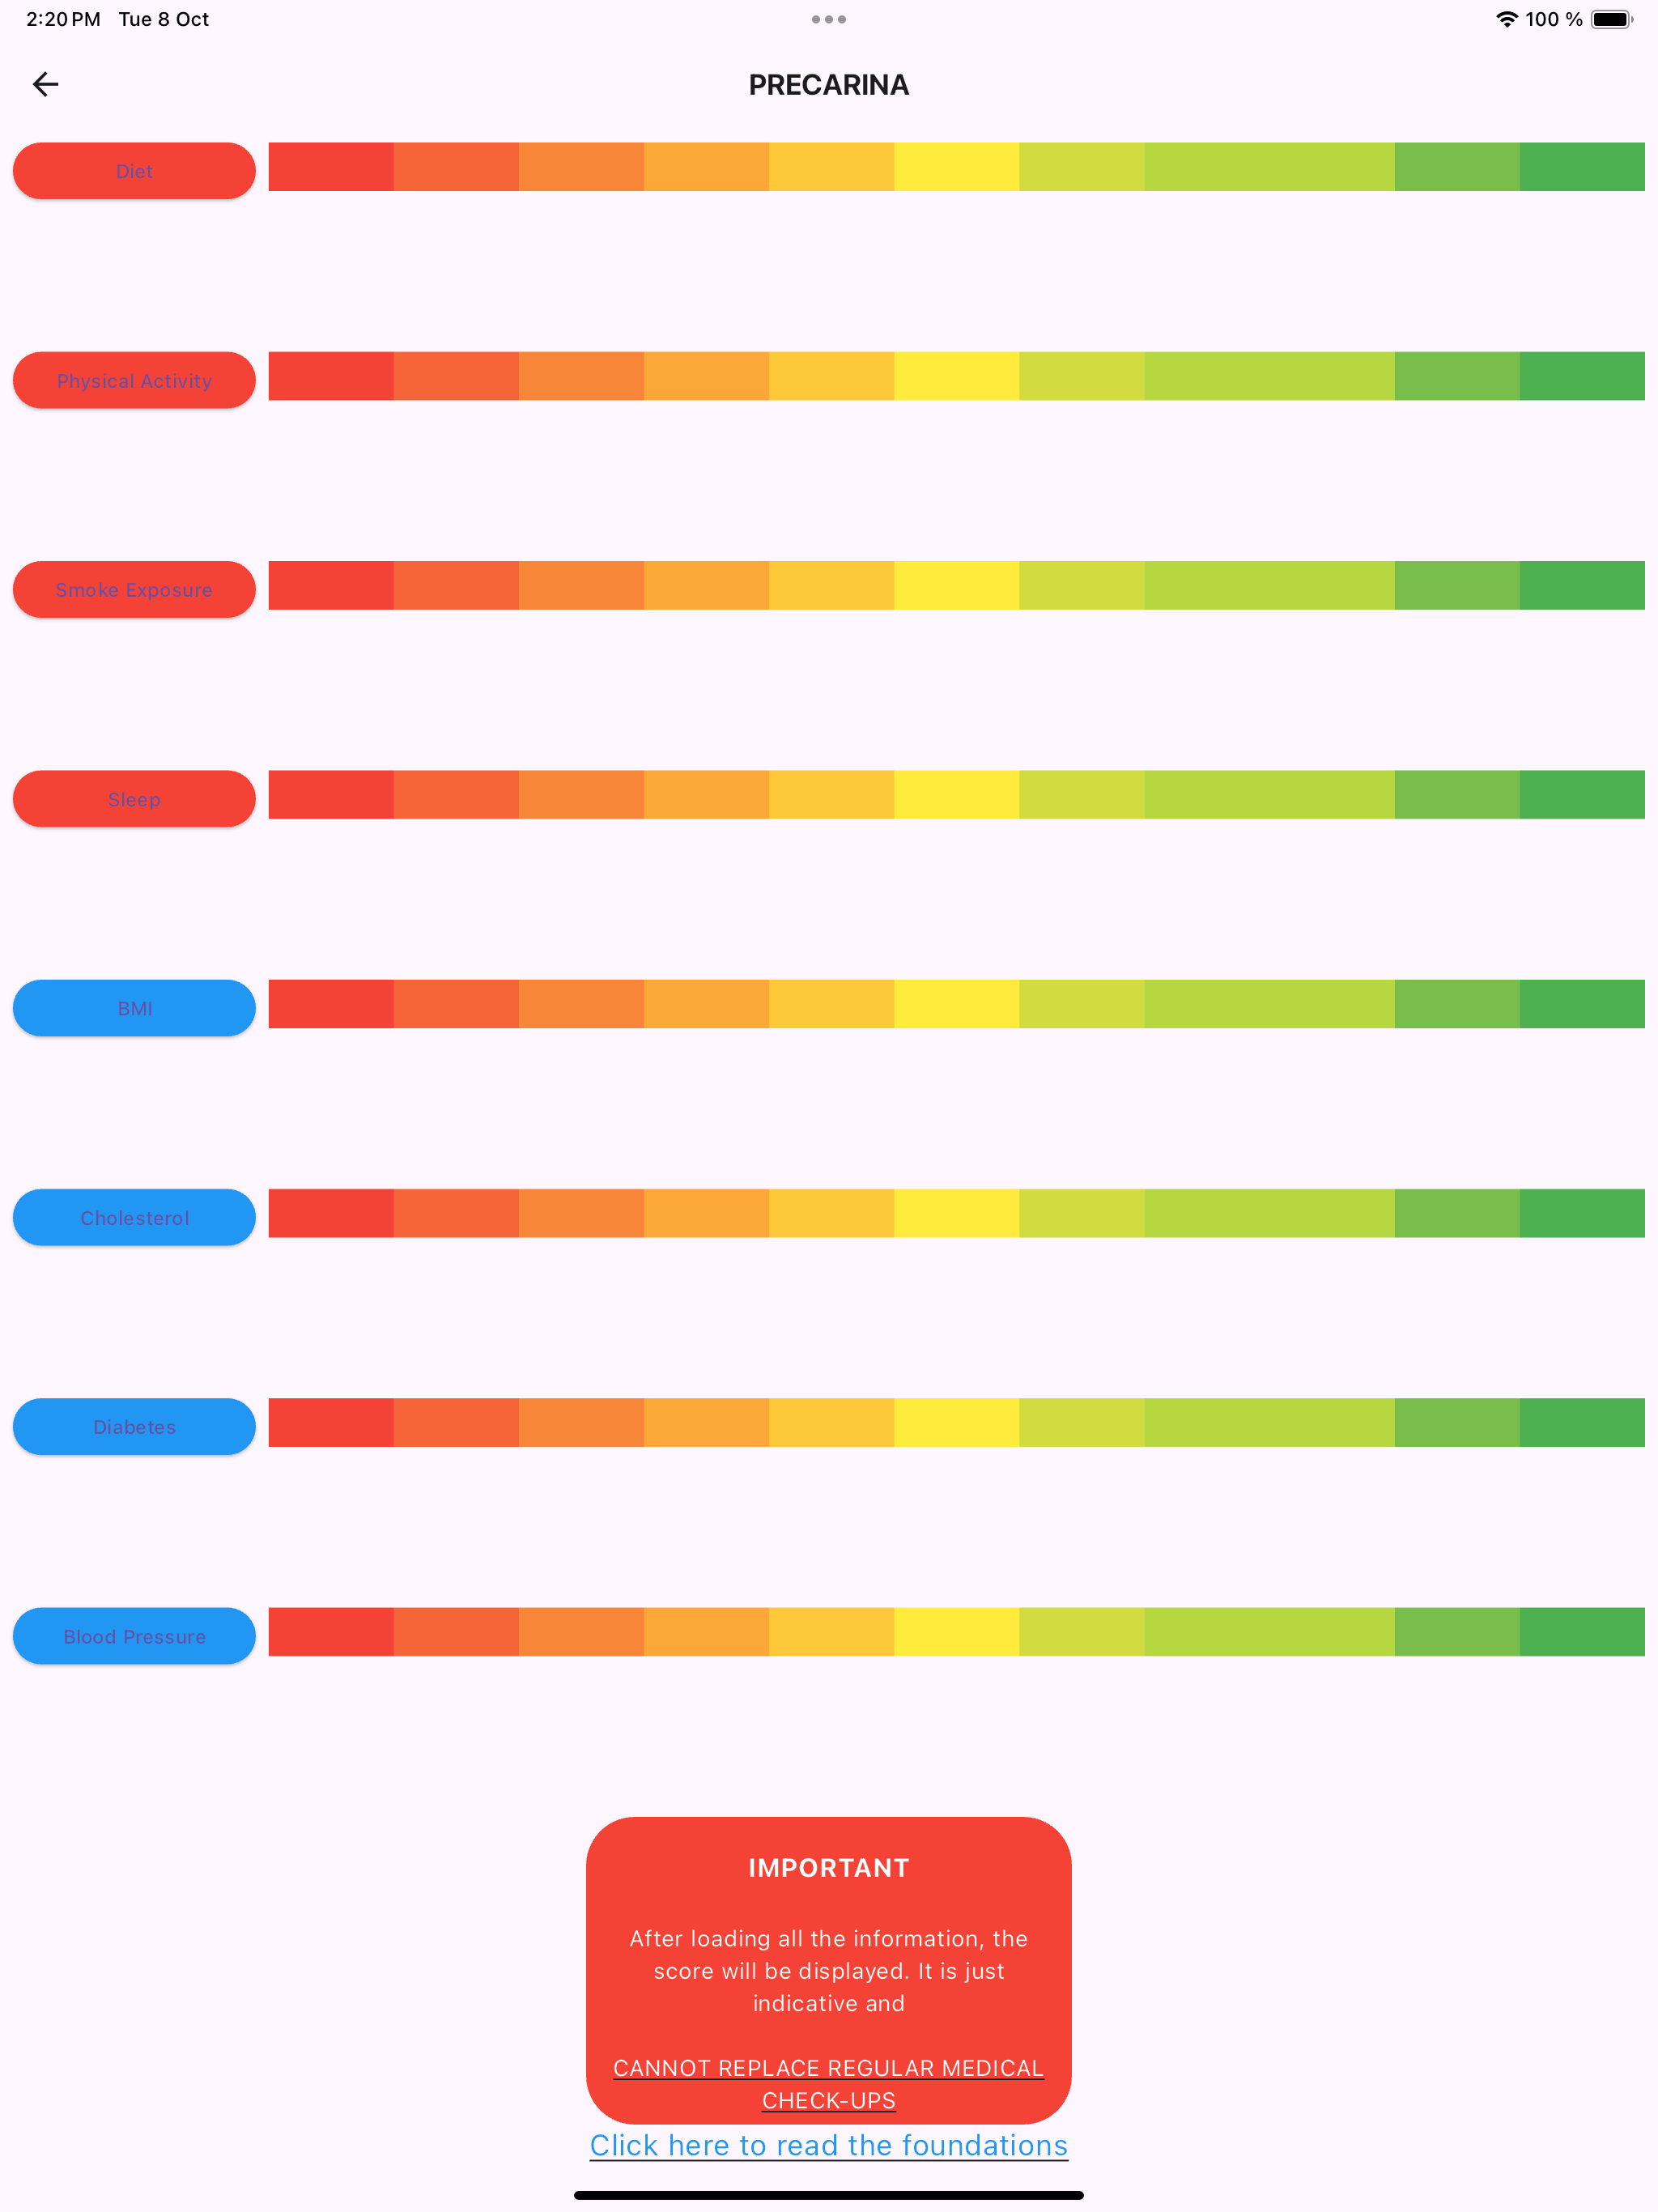 2:20 PM Tue 8 Oct
100 %
PRECARINA
Diet
Physical Activity
Smoke Exposure
Sleep
BMI
Cholesterol
Diabetes
Blood Pressure
IMPORTANT
After loading all the information, the
score will be displayed. It is just
indicative and
CANNOT REPLACE REGULAR MEDICAL
CHECK-UPS
Click here to read the foundations